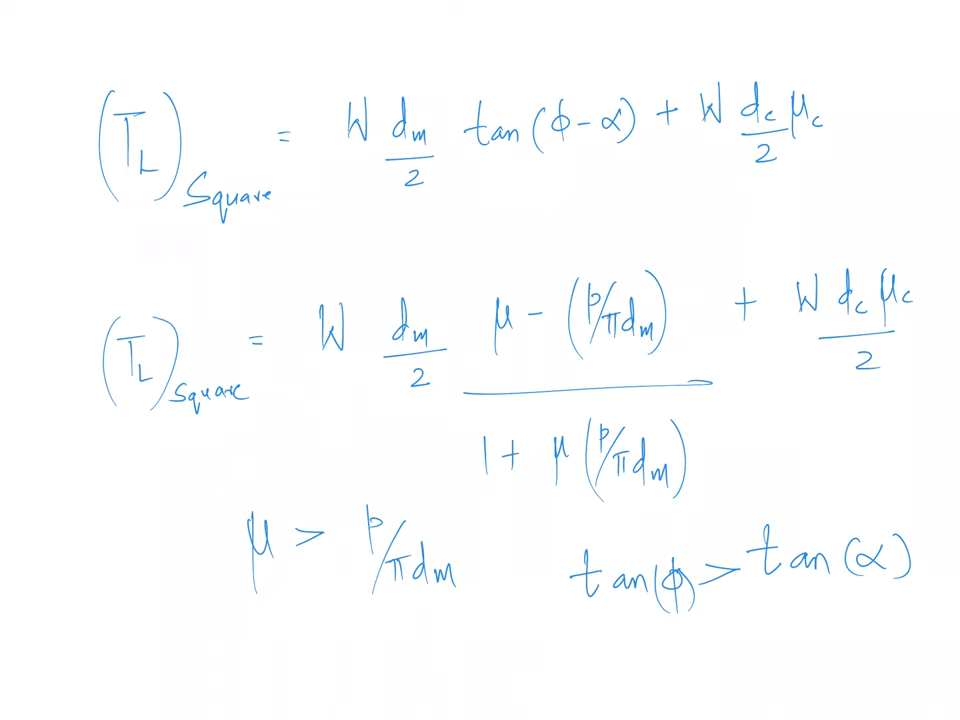 (T_L)_Square = W d_m/2 tan(φ-α) + W d_c/2 μ_c
(T_L)_Square = W d_m/2 (μ - (p/πd_m))/(1 + μ(p/πd_m)) + W d_c μ_c/2
μ > p/πd_m tan(φ) > tan(α)